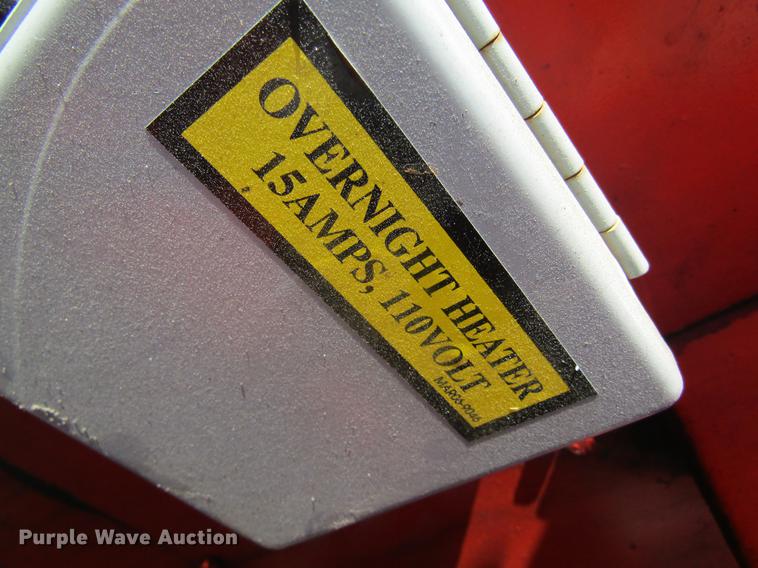 OVERNIGHT HEATER
15AMPS, 110VOLT
Purple Wave Auction